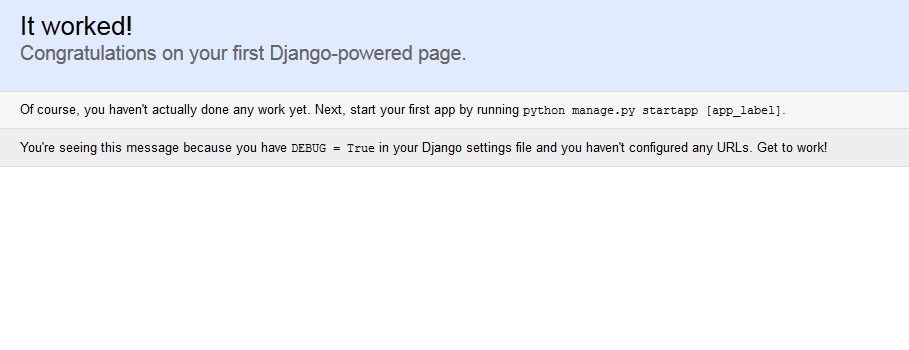 It worked!
Congratulations on your first Django-powered page.
Of course, you haven't actually done any work yet. Next, start your first app by running python manage.py startapp [app_label].
You're seeing this message because you have DEBUG = True in your Django settings file and you haven't configured any URLs. Get to work!